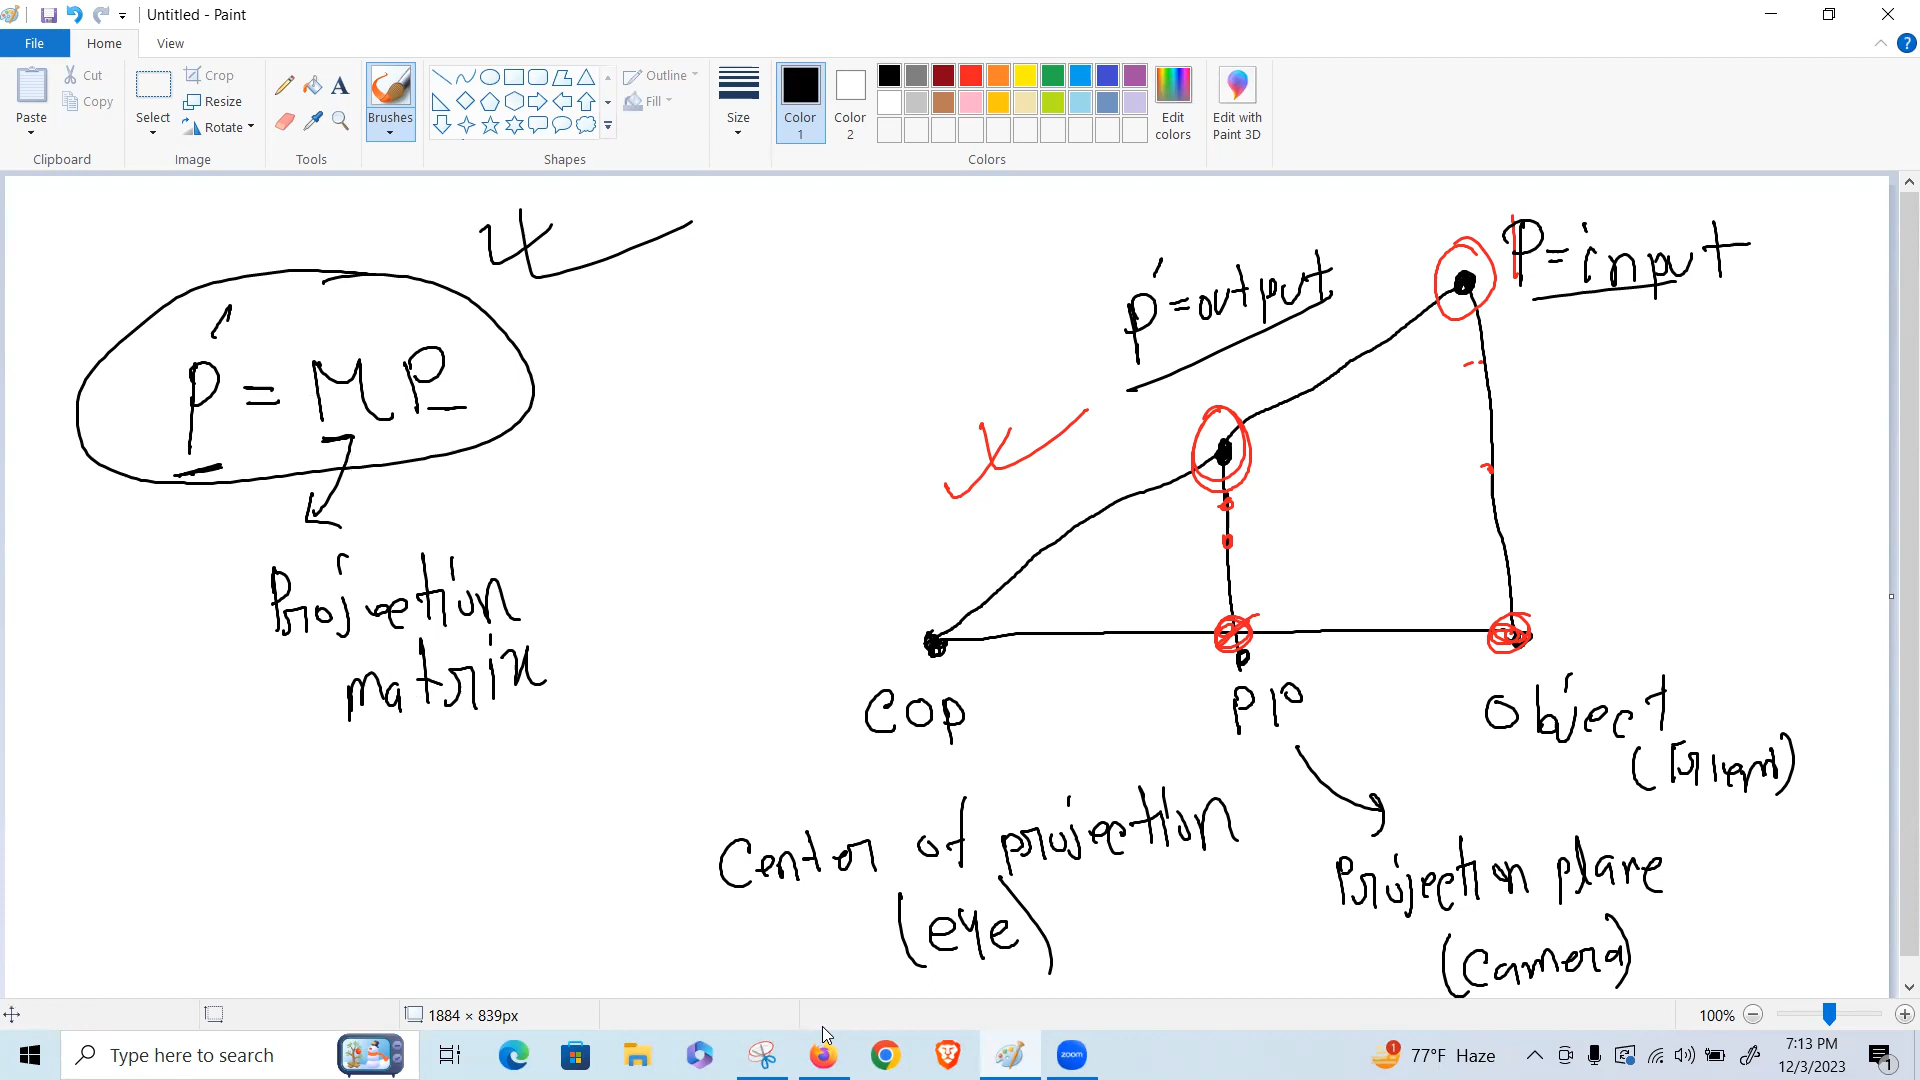 Untitled - Paint
File Home View
Paste
Cut
Copy
Clipboard
Select
Crop
Resize
Rotate
Image
Tools
Brushes
Outline
Fill
Shapes
Size
Color 1
Color 2
Edit colors
Colors
Edit with Paint 3D
P' = MP
Projection
matrix
P' = output
P = input
COP
PP
Object
Center of projection
(eye)
Projection plane
(Camera)
1884 × 839px
100%
Type here to search
zoom
1
77°F Haze
7:13 PM
12/3/2023
1